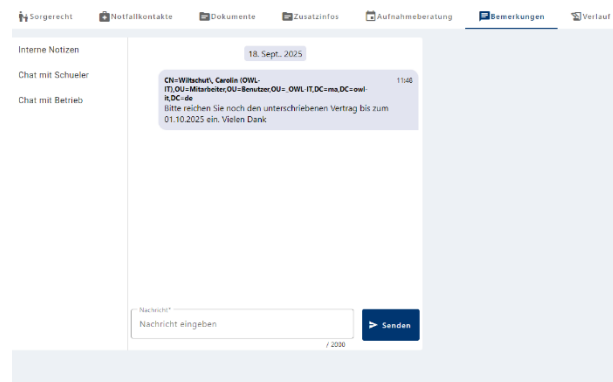 Sorgerecht Notfallkontakte Dokumente Zusatzinfos Aufnahmeberatung Bemerkungen Verlauf
Interne Notizen
Chat mit Schueler
Chat mit Betrieb
18. Sept.. 2025
CN=Wiltschut\, Carolin (OWL- 11:48
IT),OU=Mitarbeiter,OU=Benutzer,OU=_OWL-IT,DC=ma,DC=owl-
it,DC=de
Bitte reichen Sie noch den unterschriebenen Vertrag bis zum
01.10.2025 ein. Vielen Dank
Nachricht*
Nachricht eingeben
Senden
/ 2000